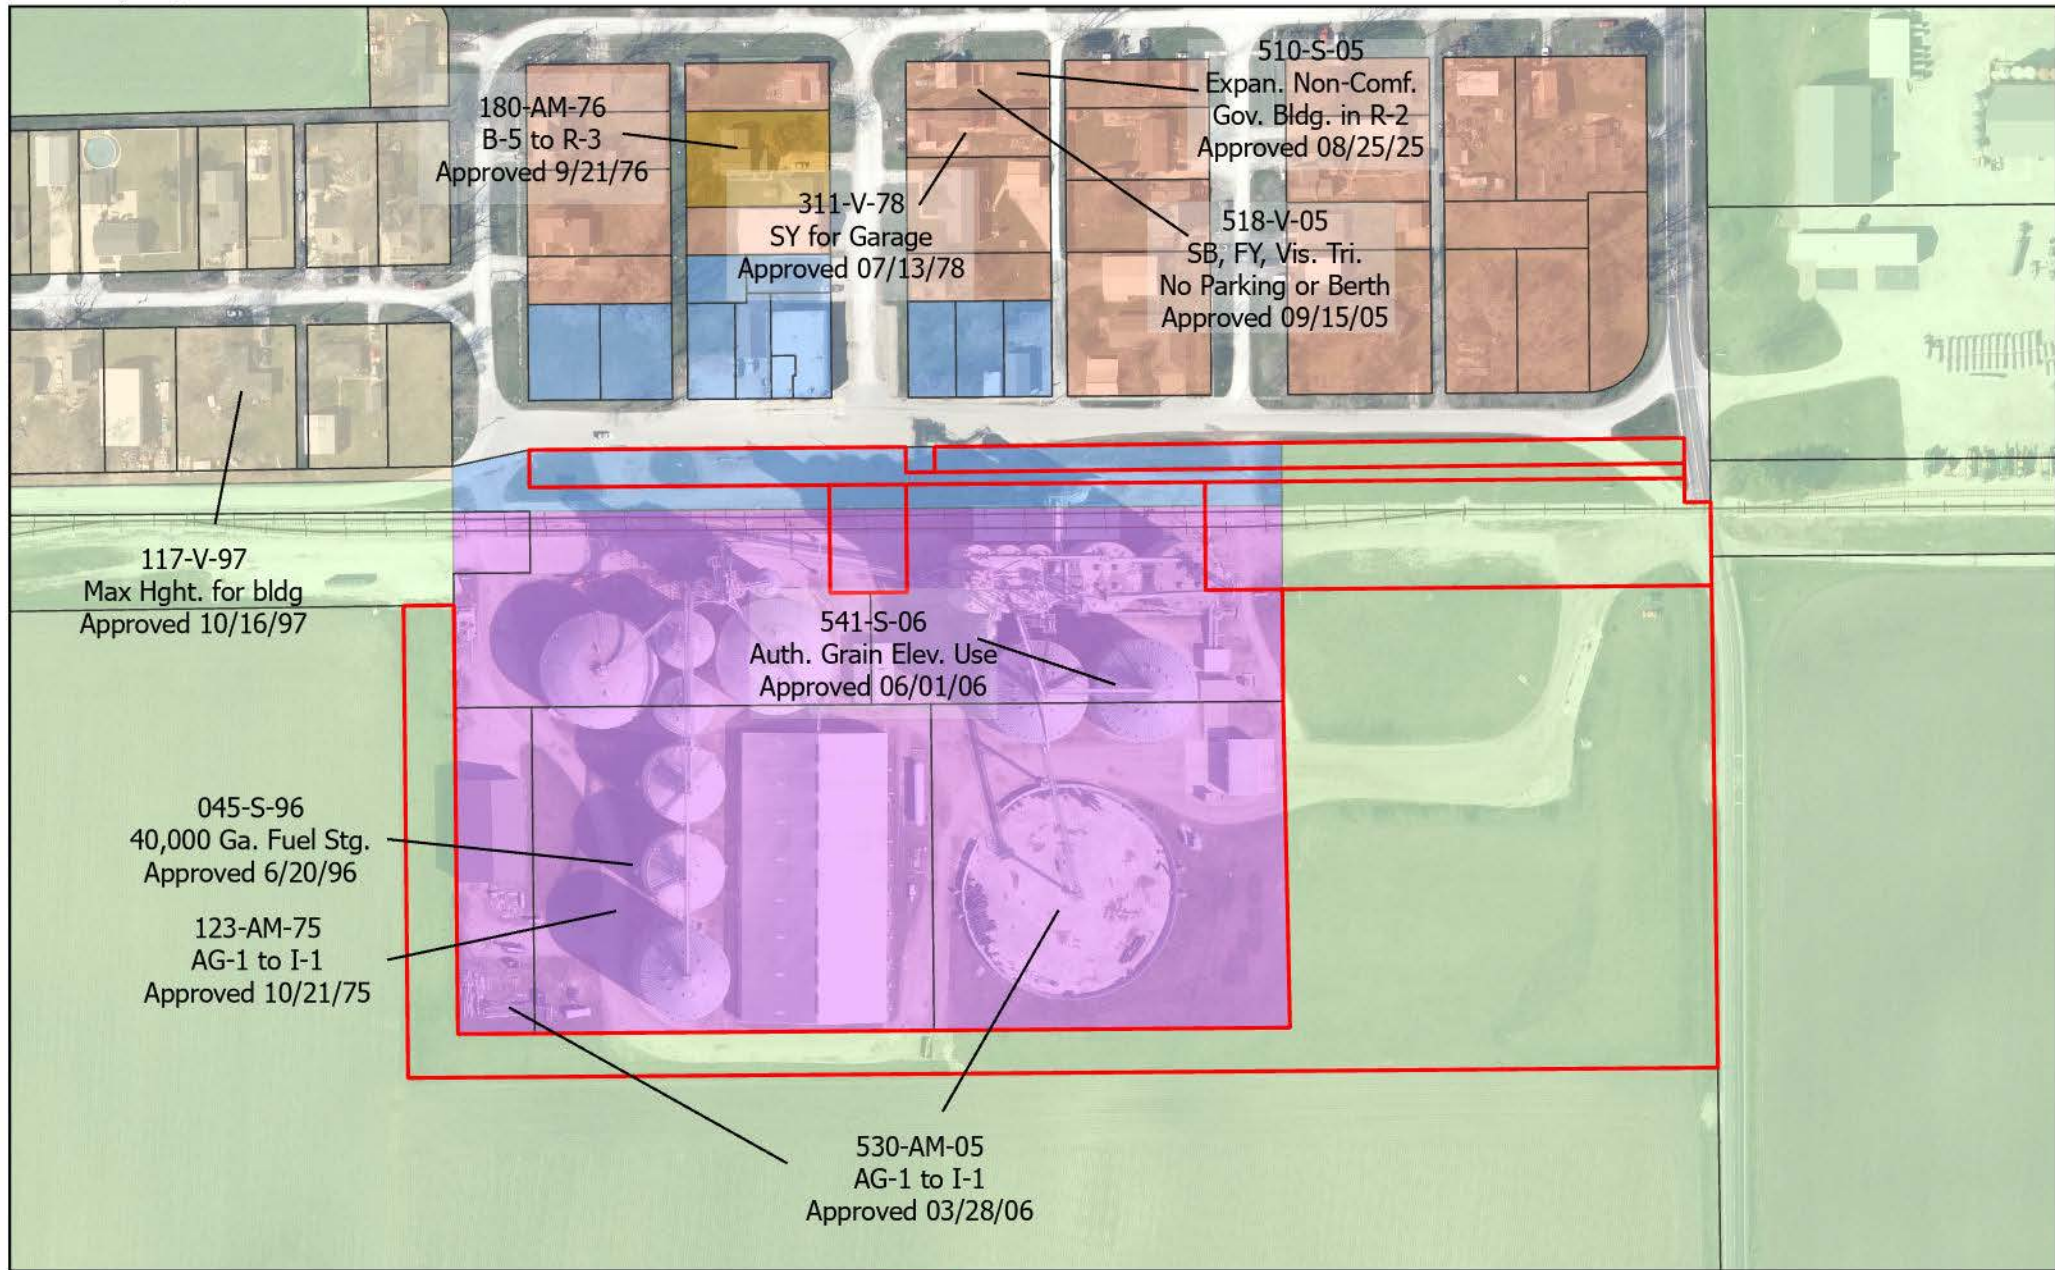 180-AM-76
B-5 to R-3
Approved 9/21/76
510-S-05
Expan. Non-Comf.
Gov. Bldg. in R-2
Approved 08/25/25
311-V-78
SY for Garage
Approved 07/13/78
518-V-05
SB, FY, Vis. Tri.
No Parking or Berth
Approved 09/15/05
117-V-97
Max Hght. for bldg
Approved 10/16/97
541-S-06
Auth. Grain Elev. Use
Approved 06/01/06
045-S-96
40,000 Ga. Fuel Stg.
Approved 6/20/96
123-AM-75
AG-1 to I-1
Approved 10/21/75
530-AM-05
AG-1 to I-1
Approved 03/28/06